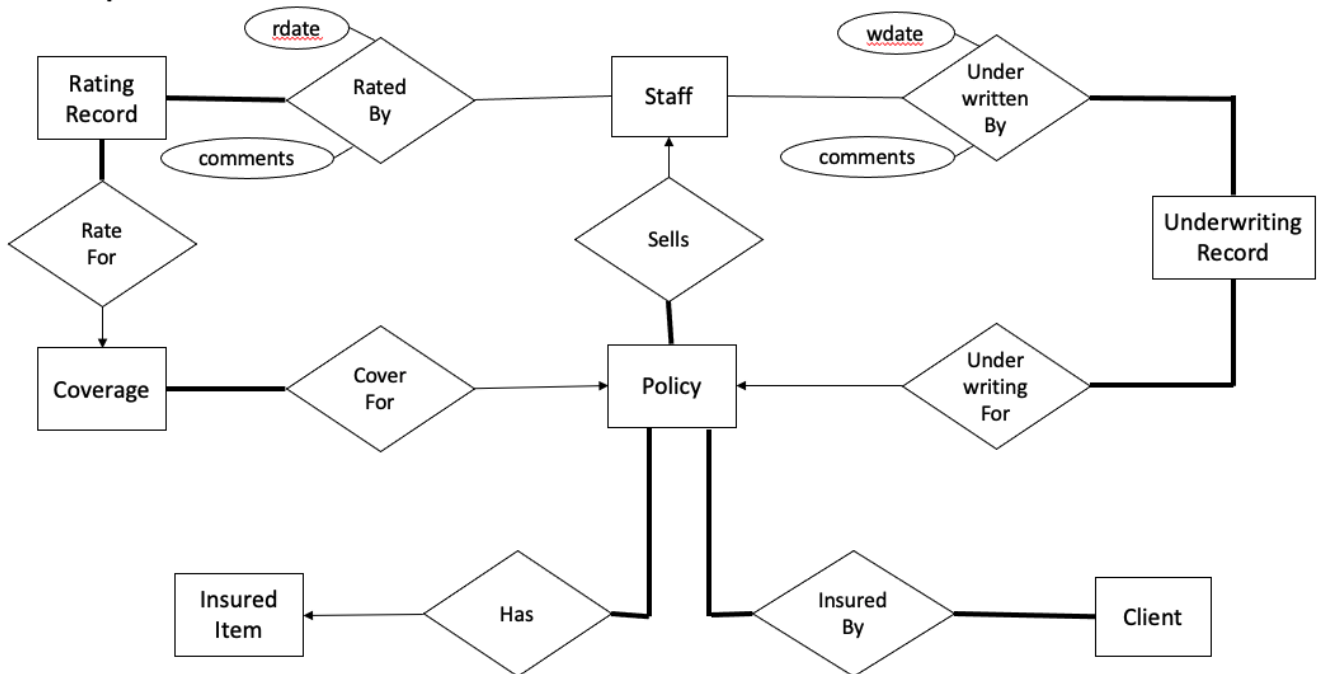 rdate
wdate
Rating
Record
Rated
By
Staff
Under
written
By
comments
comments
Rate
For
Sells
Underwriting
Record
Coverage
Cover
For
Policy
Under
writing
For
Insured
Item
Has
Insured
By
Client